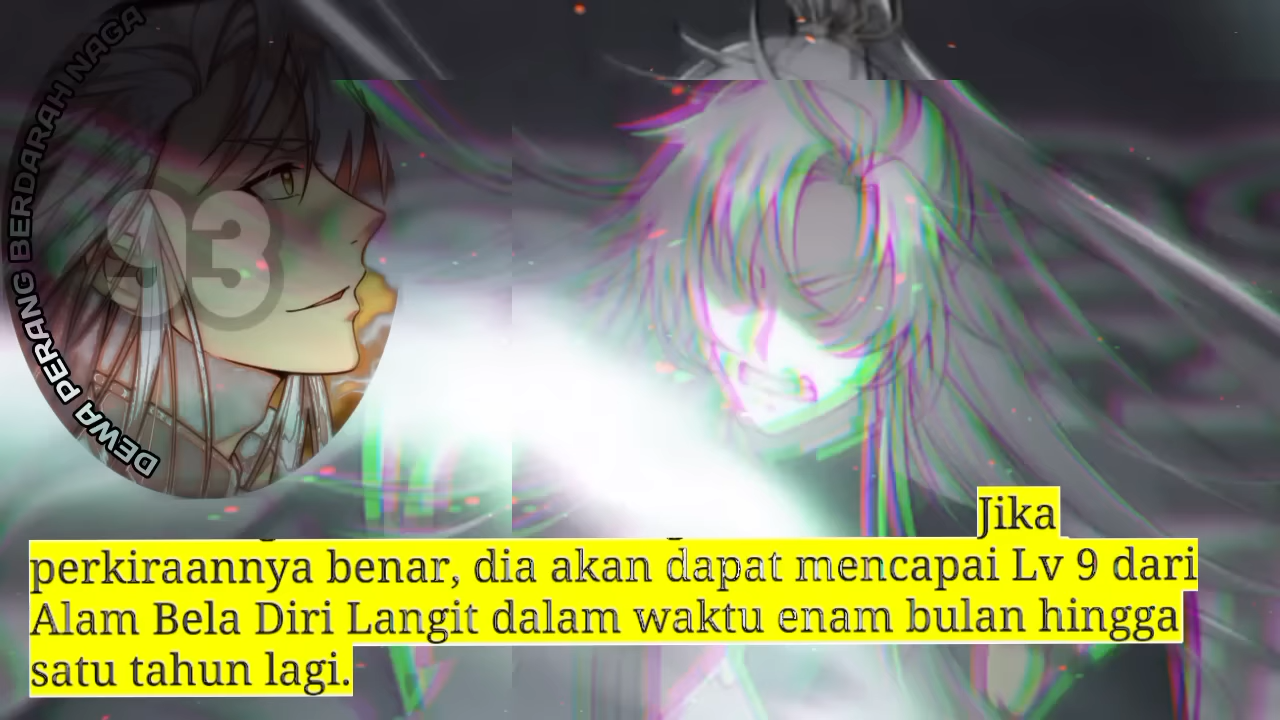 DEWA PERANG BERDARAH NAGA
93
Jika
perkiraannya benar, dia akan dapat mencapai Lv 9 dari
Alam Bela Diri Langit dalam waktu enam bulan hingga
satu tahun lagi.